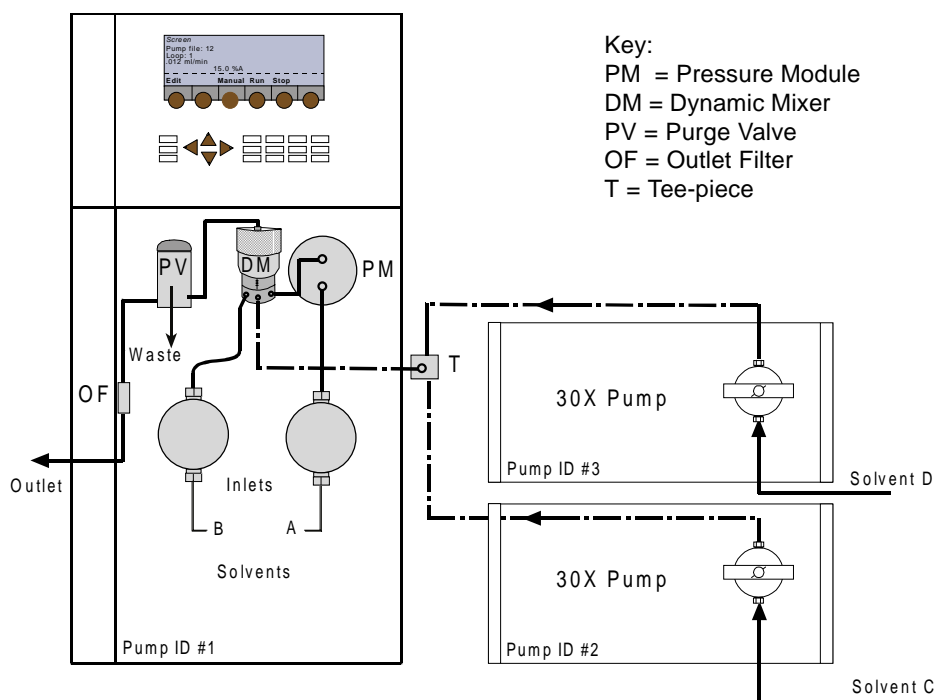 Screen
Pump file: 12
Loop: 1
.012 ml/min
15.0 %A
Edit Manual Run Stop
Key:
PM = Pressure Module
DM = Dynamic Mixer
PV = Purge Valve
OF = Outlet Filter
T = Tee-piece
PV
DM
PM
Waste
T
OF
30X Pump
Pump ID #3
Solvent D
Outlet
Inlets
B
A
Solvents
30X Pump
Pump ID #1
Pump ID #2
Solvent C